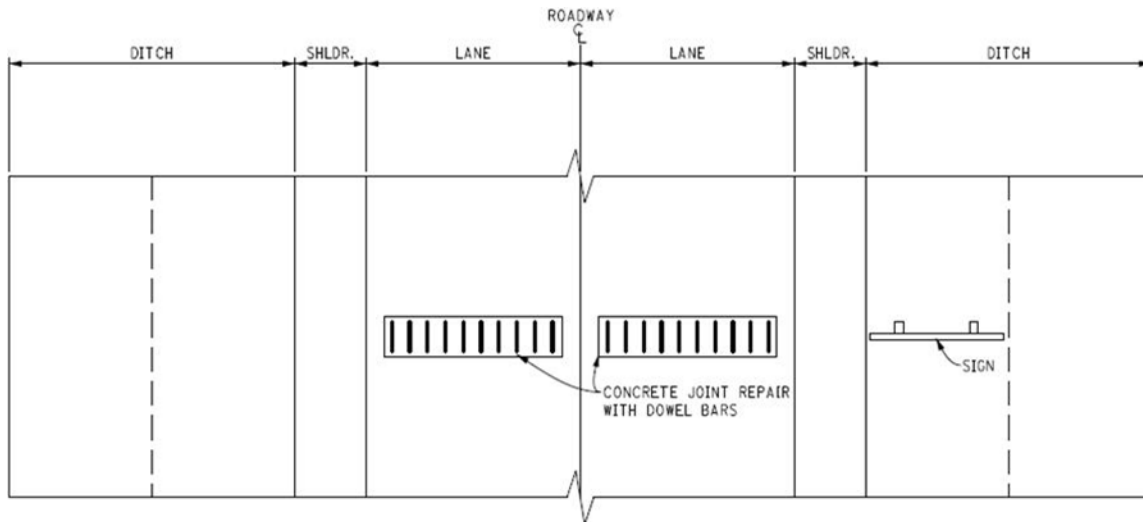 ROADWAY
℄
DITCH SHLDR. LANE LANE SHLDR. DITCH
SIGN
CONCRETE JOINT REPAIR
WITH DOWEL BARS